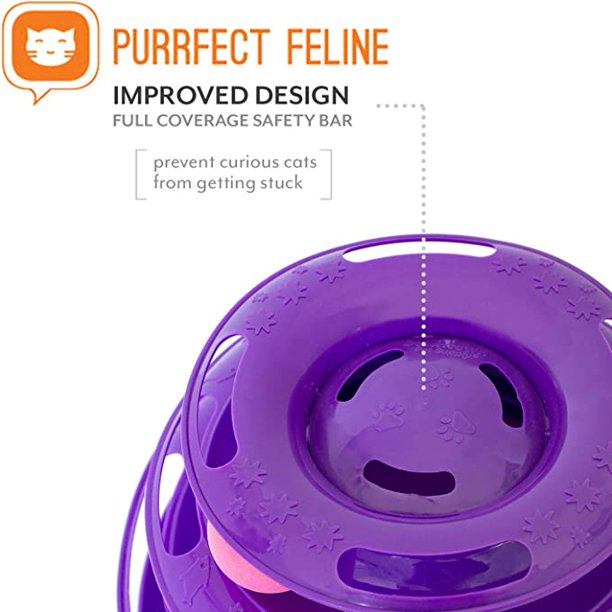 PURRFECT FELINE
IMPROVED DESIGN
FULL COVERAGE SAFETY BAR
prevent curious cats
from getting stuck